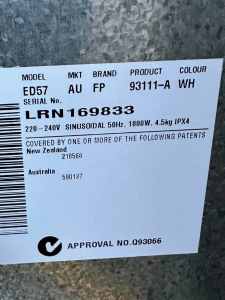 MODEL MKT BRAND PRODUCT COLOUR
ED57 AU FP 93111-A WH
SERIAL No.
LRN169833
220-240V SINUSOIDAL 50Hz, 1800W, 4.5kg IPX4
COVERED BY ONE OR MORE OF THE FOLLOWING PATENTS
New Zealand
Australia
APPROVAL NO.Q93066